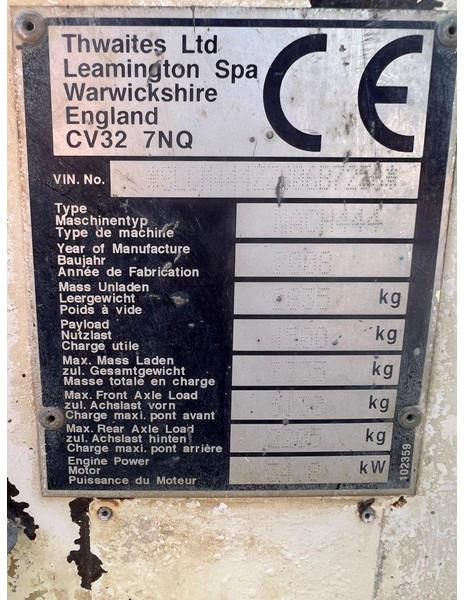 Thwaites Ltd
Leamington Spa
Warwickshire
England
CV32 7NQ
CE
VIN. No.
Type
Maschinentyp
Type de machine
Year of Manufacture
Baujahr
Année de Fabrication
Mass Unladen
Leergewicht
Poids à vide
kg
Payload
Nutzlast
Charge utile
kg
Max. Mass Laden
zul. Gesamtgewicht
Masse totale en charge
kg
Max. Front Axle Load
zul. Achslast vorn
Charge maxi. pont avant
kg
Max. Rear Axle Load
zul. Achslast hinten
Charge maxi. pont arrière
kg
Engine Power
Motor
Puissance du Moteur
kW
102359